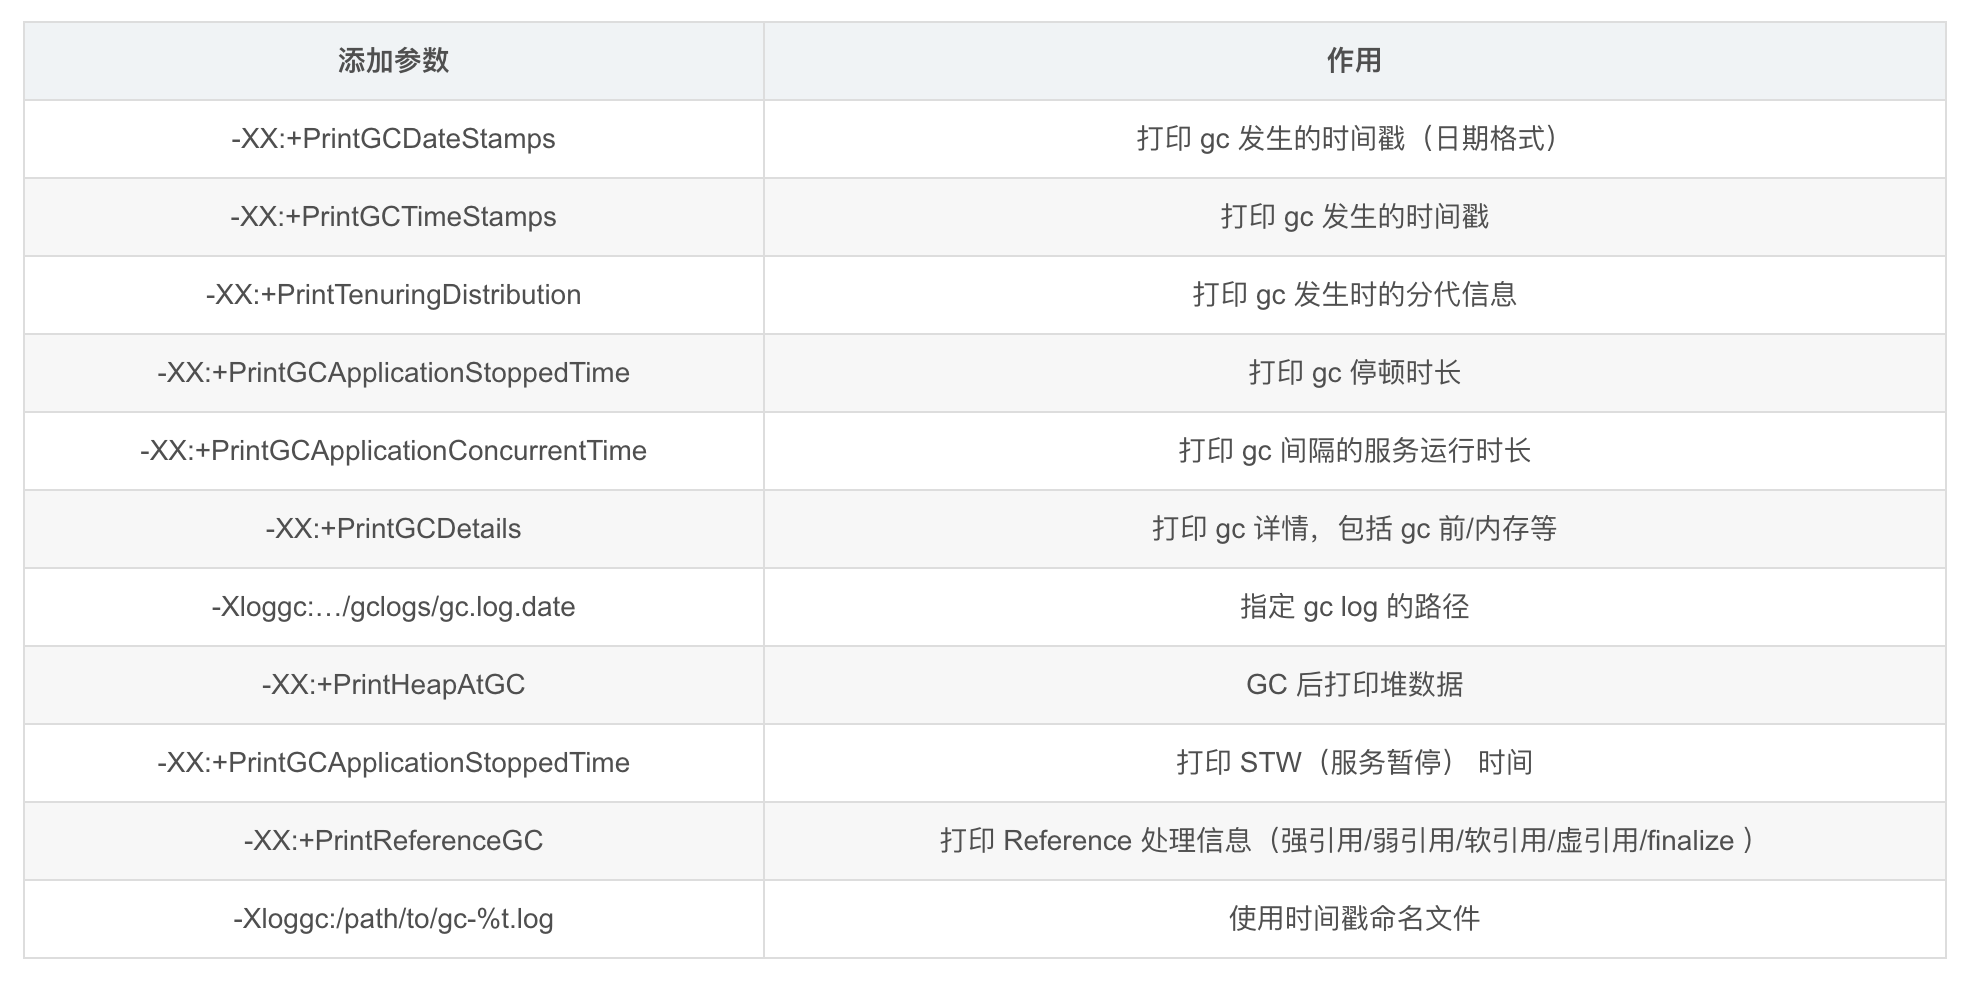 添加参数 作用
-XX:+PrintGCDateStamps 打印 gc 发生的时间戳（日期格式）
-XX:+PrintGCTimeStamps 打印 gc 发生的时间戳
-XX:+PrintTenuringDistribution 打印 gc 发生时的分代信息
-XX:+PrintGCApplicationStoppedTime 打印 gc 停顿时长
-XX:+PrintGCApplicationConcurrentTime 打印 gc 间隔的服务运行时长
-XX:+PrintGCDetails 打印 gc 详情，包括 gc 前/内存等
-Xloggc:…/gclogs/gc.log.date 指定 gc log 的路径
-XX:+PrintHeapAtGC GC 后打印堆数据
-XX:+PrintGCApplicationStoppedTime 打印 STW（服务暂停） 时间
-XX:+PrintReferenceGC 打印 Reference 处理信息（强引用/弱引用/软引用/虚引用/finalize ）
-Xloggc:/path/to/gc-%t.log 使用时间戳命名文件